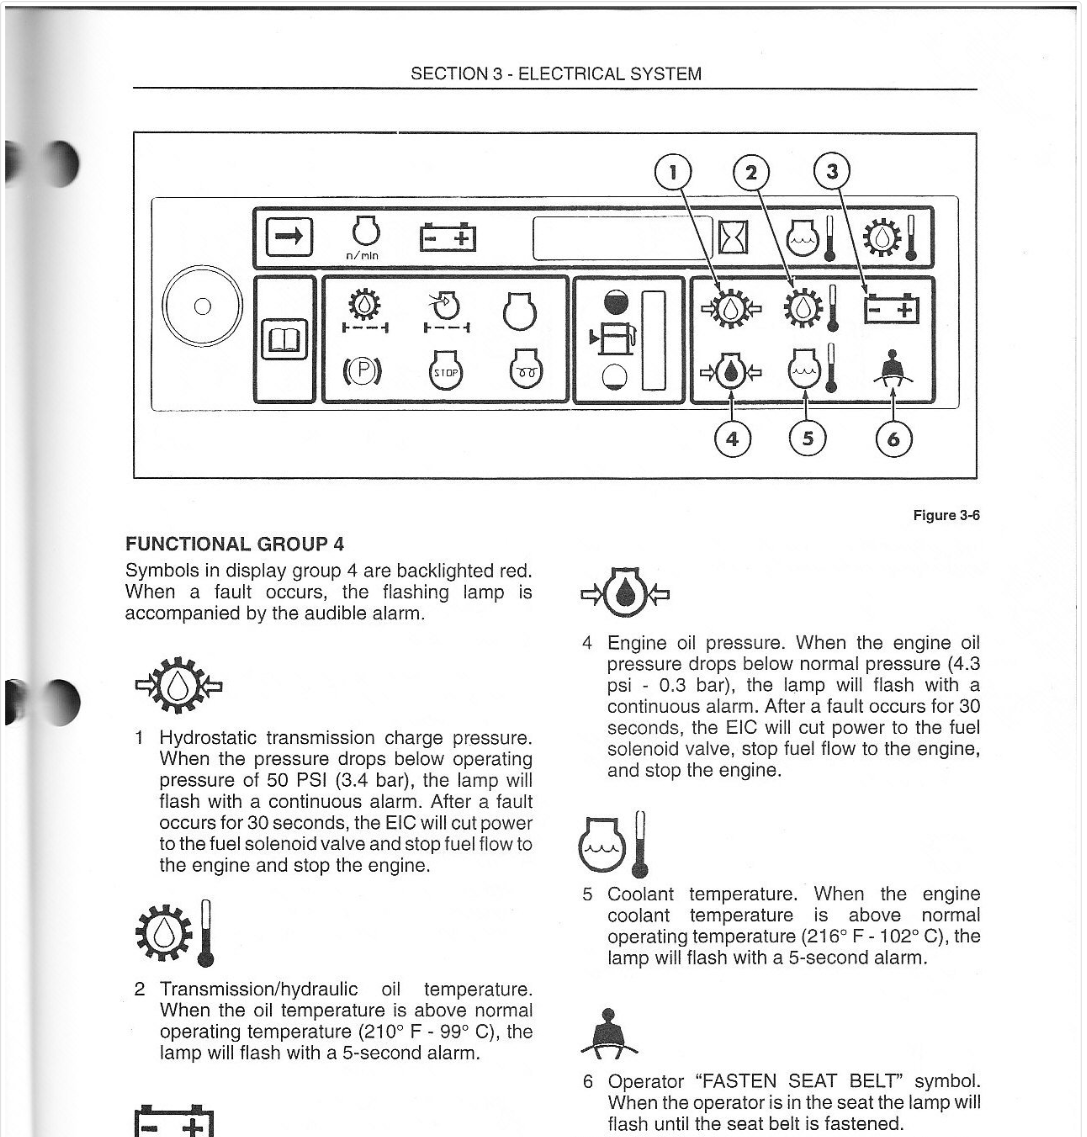 SECTION 3 - ELECTRICAL SYSTEM
1
2
3
n/min
P
STOP
4
5
6
Figure 3-6
FUNCTIONAL GROUP 4
Symbols in display group 4 are backlighted red.
When a fault occurs, the flashing lamp is
accompanied by the audible alarm.
1 Hydrostatic transmission charge pressure.
When the pressure drops below operating
pressure of 50 PSI (3.4 bar), the lamp will
flash with a continuous alarm. After a fault
occurs for 30 seconds, the EIC will cut power
to the fuel solenoid valve and stop fuel flow to
the engine and stop the engine.
2 Transmission/hydraulic oil temperature.
When the oil temperature is above normal
operating temperature (210° F - 99° C), the
lamp will flash with a 5-second alarm.
4 Engine oil pressure. When the engine oil
pressure drops below normal pressure (4.3
psi - 0.3 bar), the lamp will flash with a
continuous alarm. After a fault occurs for 30
seconds, the EIC will cut power to the fuel
solenoid valve, stop fuel flow to the engine,
and stop the engine.
5 Coolant temperature. When the engine
coolant temperature is above normal
operating temperature (216° F - 102° C), the
lamp will flash with a 5-second alarm.
6 Operator “FASTEN SEAT BELT” symbol.
When the operator is in the seat the lamp will
flash until the seat belt is fastened.